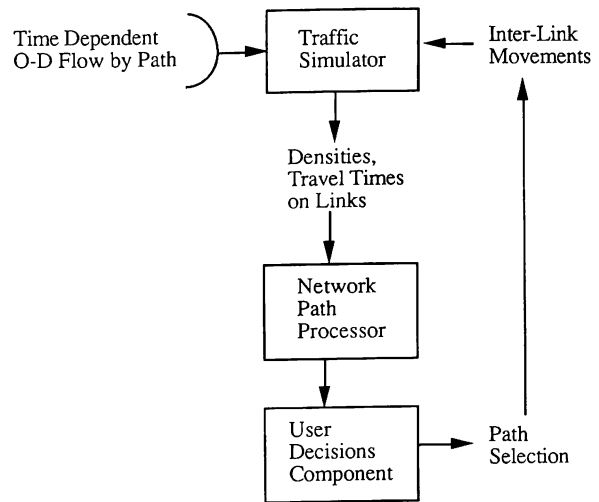 Time Dependent
O-D Flow by Path
Traffic
Simulator
Inter-Link
Movements
Densities,
Travel Times
on Links
Network
Path
Processor
User
Decisions
Component
Path
Selection